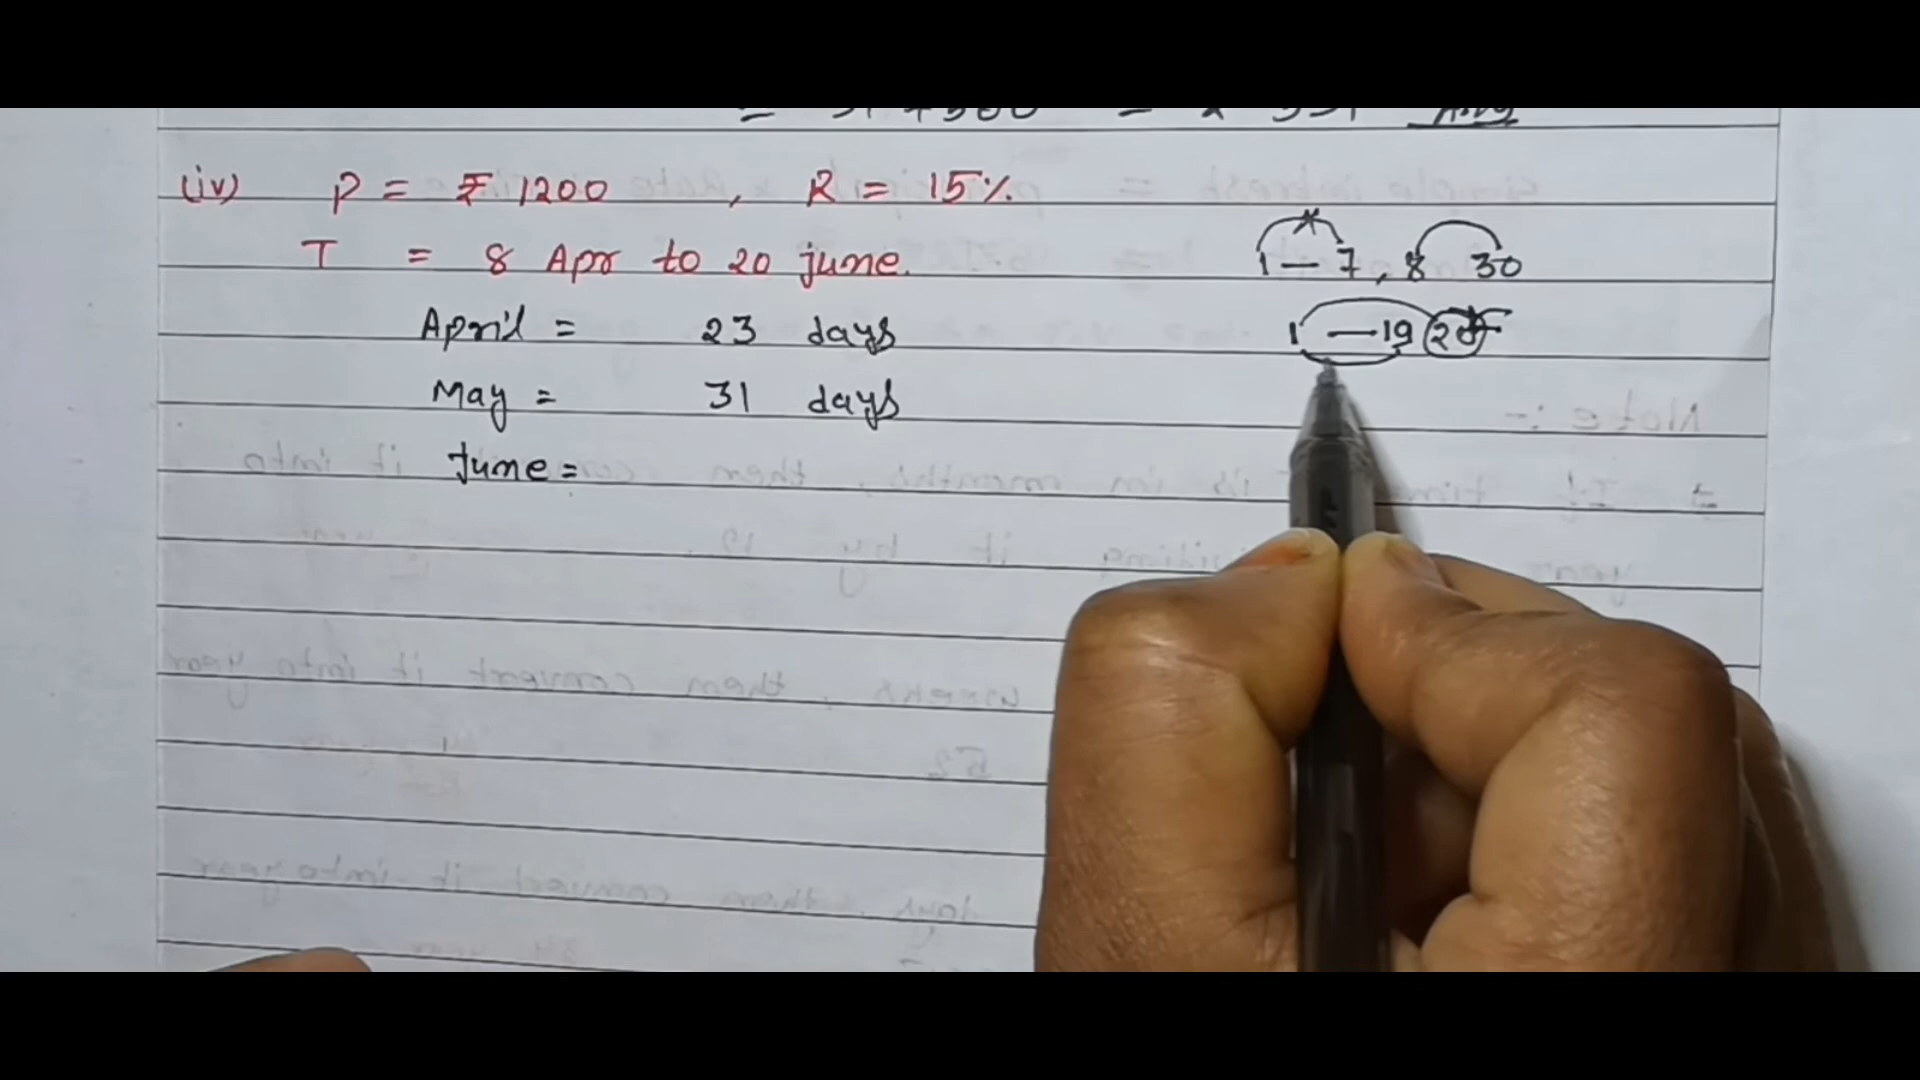 (iv) P = ₹ 1200 , R = 15%
T = 8 Apr to 20 june.
1 — 7 , 8 30
April = 23 days
1 — 19 20
May = 31 days
June =